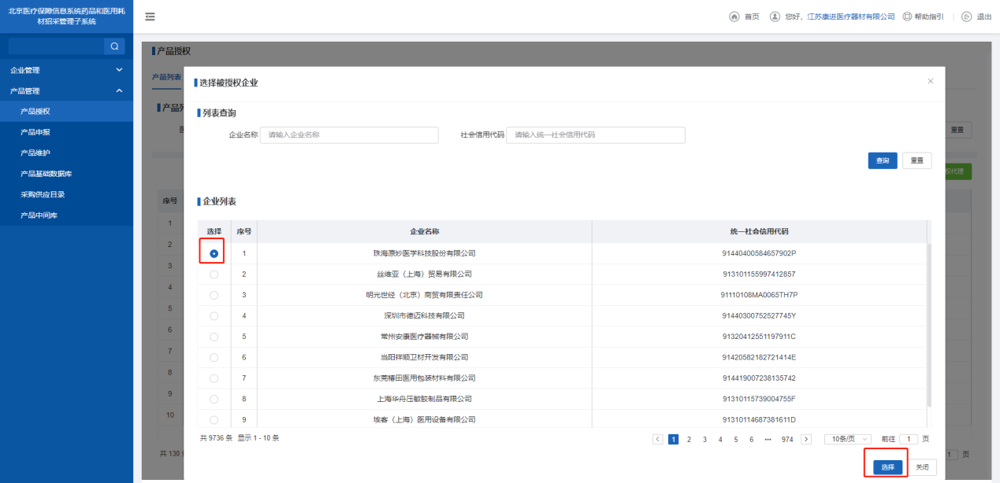 北京医疗保障信息系统药品和医用耗
材招采管理子系统
首页 您好，江苏康进医疗器材有限公司 帮助指引 退出
企业管理
产品管理
产品授权
产品申报
产品维护
产品基础数据库
采购供应目录
产品中间库
产品授权
产品列表
重置
序号
1
2
3
4
5
6
7
8
9
10
共 130
1 页
选择被授权企业
列表查询
企业名称 请输入企业名称 社会信用代码 请输入统一社会信用代码
查询 重置
企业列表
选择 序号 企业名称 统一社会信用代码
1 珠海原妙医学科技股份有限公司 91440400584657902P
2 丝维亚（上海）贸易有限公司 913101155997412857
3 明光世经（北京）商贸有限责任公司 91110108MA0065TH7P
4 深圳市德迈科技有限公司 91440300752527745Y
5 常州安康医疗器械有限公司 91320412551197911C
6 当阳祥顺卫材开发有限公司 91420582182721414E
7 东莞椿田医用包装材料有限公司 914419007238135742
8 上海华舟压敏胶制品有限公司 91310115739004755F
9 埃客（上海）医用设备有限公司 91310114687381611D
共 9736 条 显示 1 - 10 条 1 2 3 4 5 6 ··· 974 10条/页 前往 1 页
选择 关闭